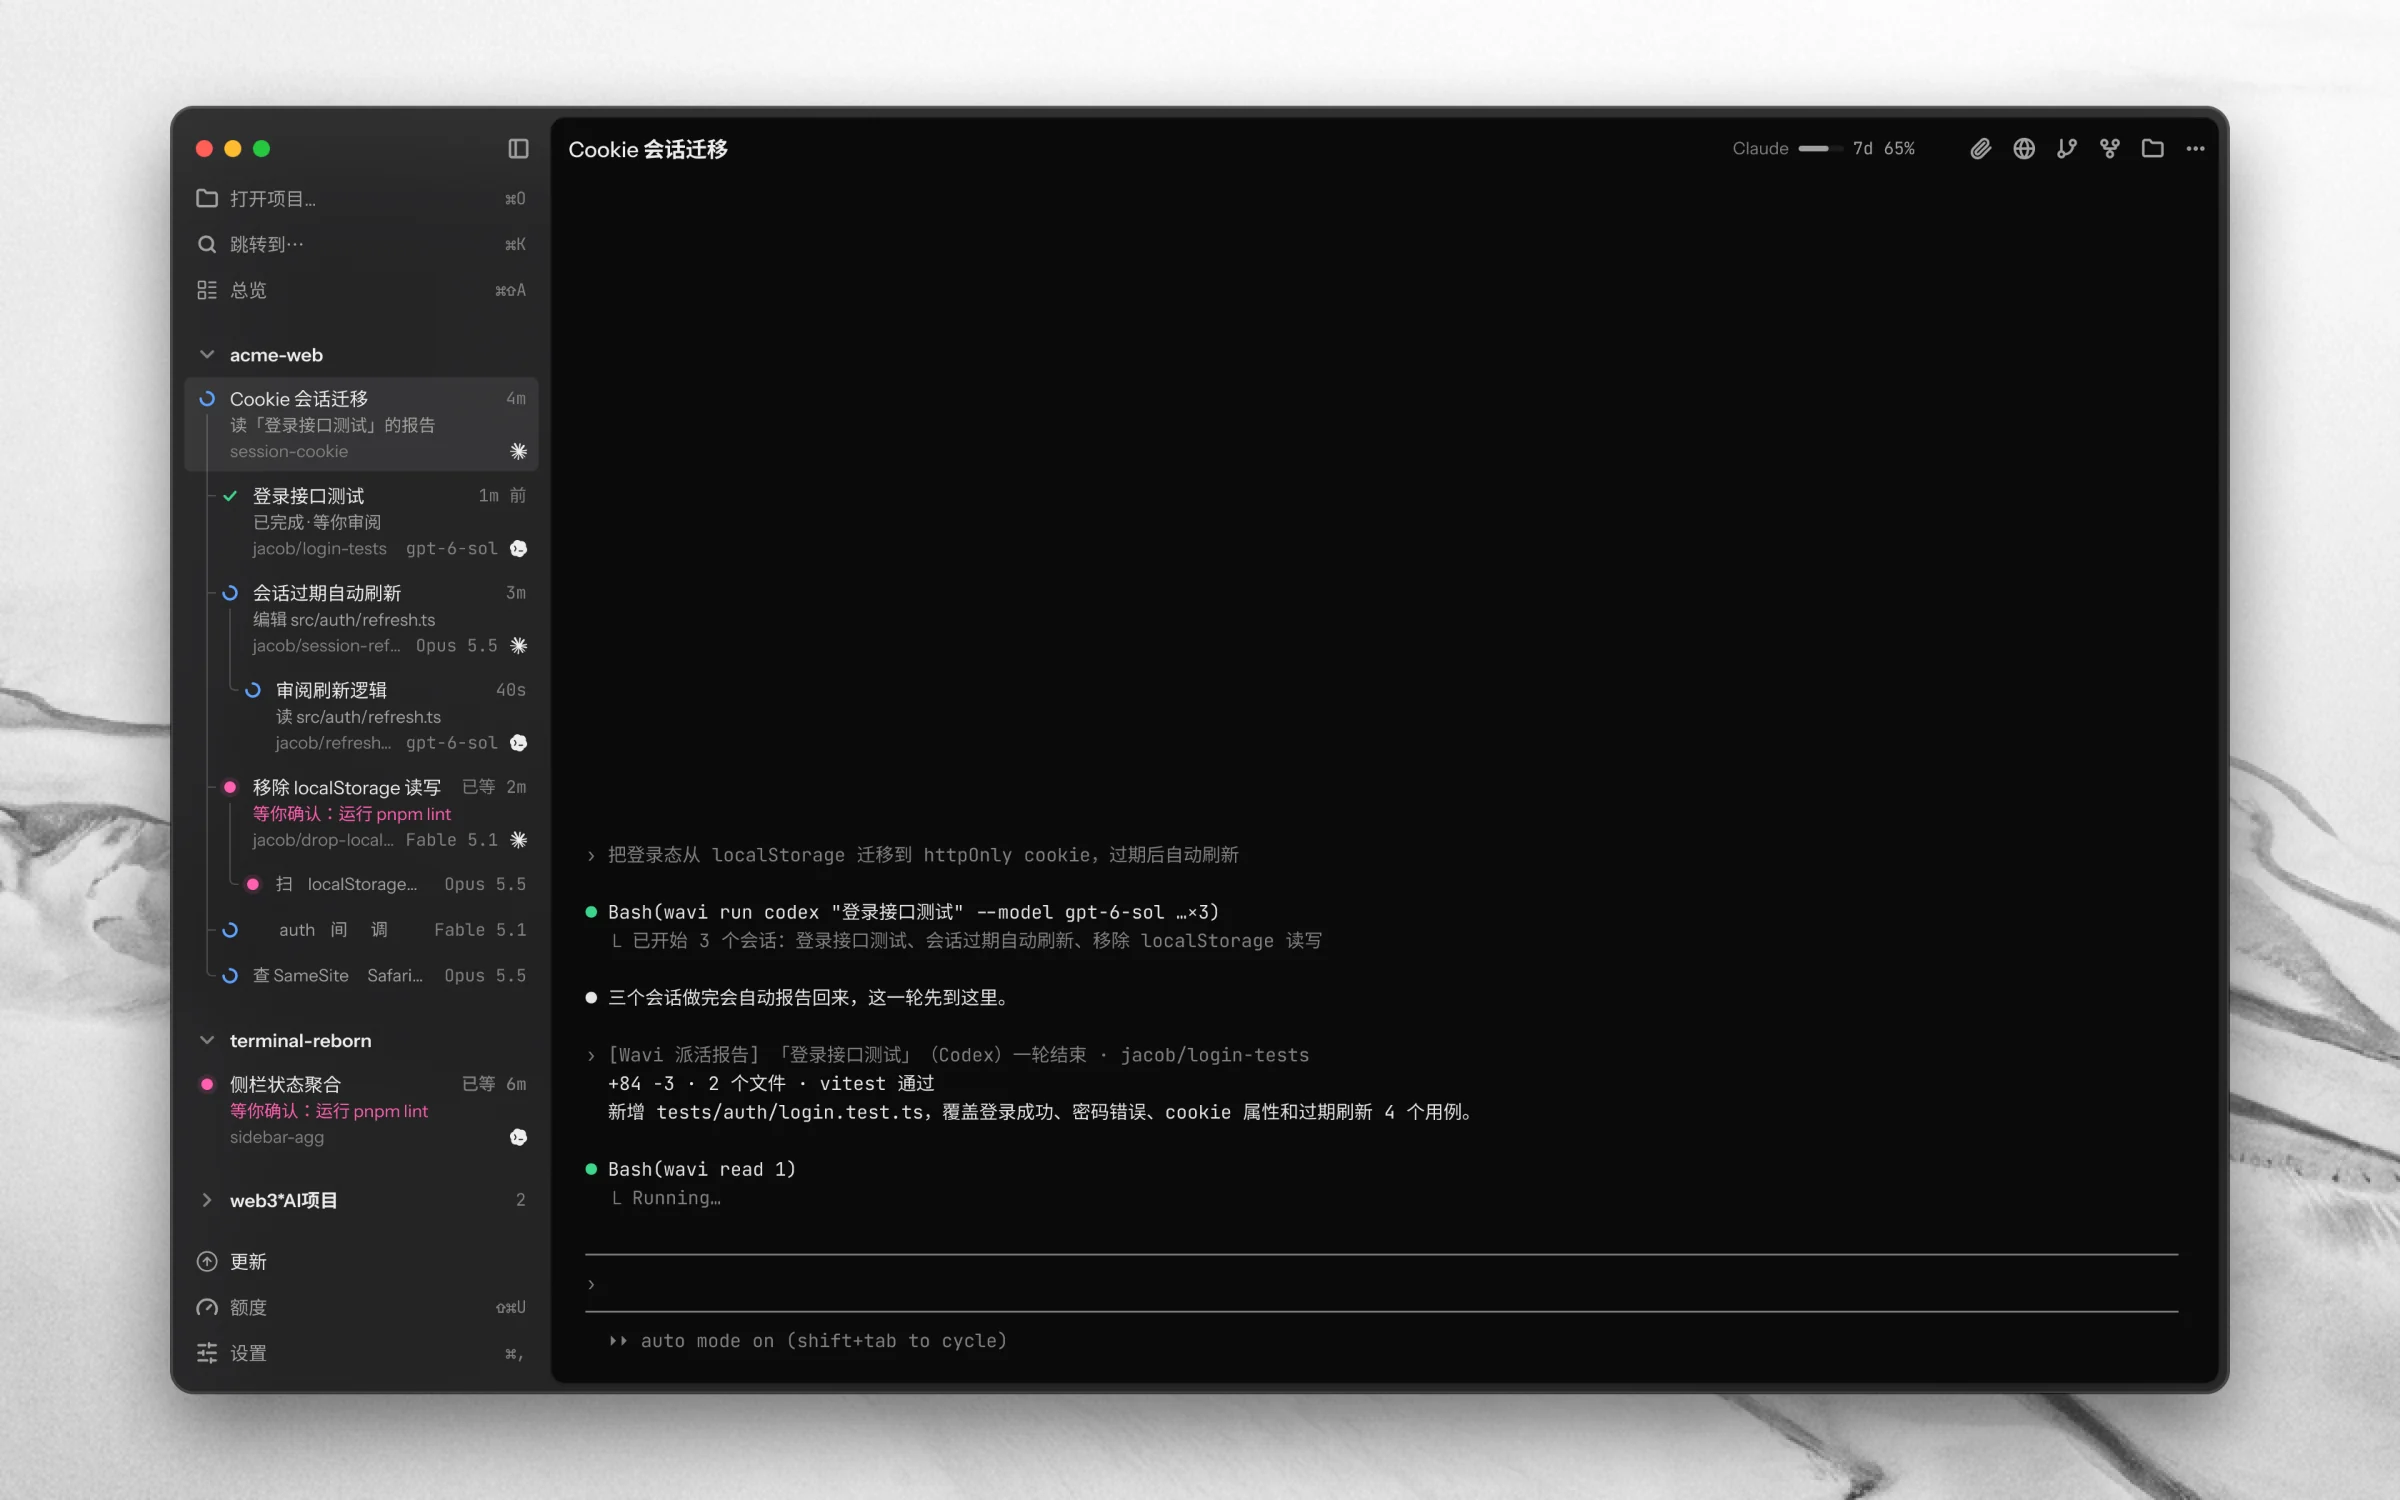 打开项目… ⌘O
跳转到… ⌘K
总览 ⌘⇧A
acme-web
Cookie 会话迁移 4m
读「登录接口测试」的报告
session-cookie
登录接口测试 1m 前
已完成·等你审阅
jacob/login-tests gpt-6-sol
会话过期自动刷新 3m
编辑 src/auth/refresh.ts
jacob/session-ref… Opus 5.5
审阅刷新逻辑 40s
读 src/auth/refresh.ts
jacob/refresh… gpt-6-sol
移除 localStorage 读写 已等 2m
等你确认：运行 pnpm lint
jacob/drop-local… Fable 5.1
扫 localStorage… Opus 5.5
auth 间 调 Fable 5.1
查 SameSite Safari… Opus 5.5
terminal-reborn
侧栏状态聚合 已等 6m
等你确认：运行 pnpm lint
sidebar-agg
web3*AI项目 2
更新
额度 ⇧⌘U
设置 ⌘,
Cookie 会话迁移
Claude 7d 65%
› 把登录态从 localStorage 迁移到 httpOnly cookie，过期后自动刷新
Bash(wavi run codex "登录接口测试" --model gpt-6-sol …×3)
└ 已开始 3 个会话：登录接口测试、会话过期自动刷新、移除 localStorage 读写
三个会话做完会自动报告回来，这一轮先到这里。
› [Wavi 派活报告] 「登录接口测试」（Codex）一轮结束 · jacob/login-tests
+84 -3 · 2 个文件 · vitest 通过
新增 tests/auth/login.test.ts，覆盖登录成功、密码错误、cookie 属性和过期刷新 4 个用例。
Bash(wavi read 1)
└ Running…
›
auto mode on (shift+tab to cycle)